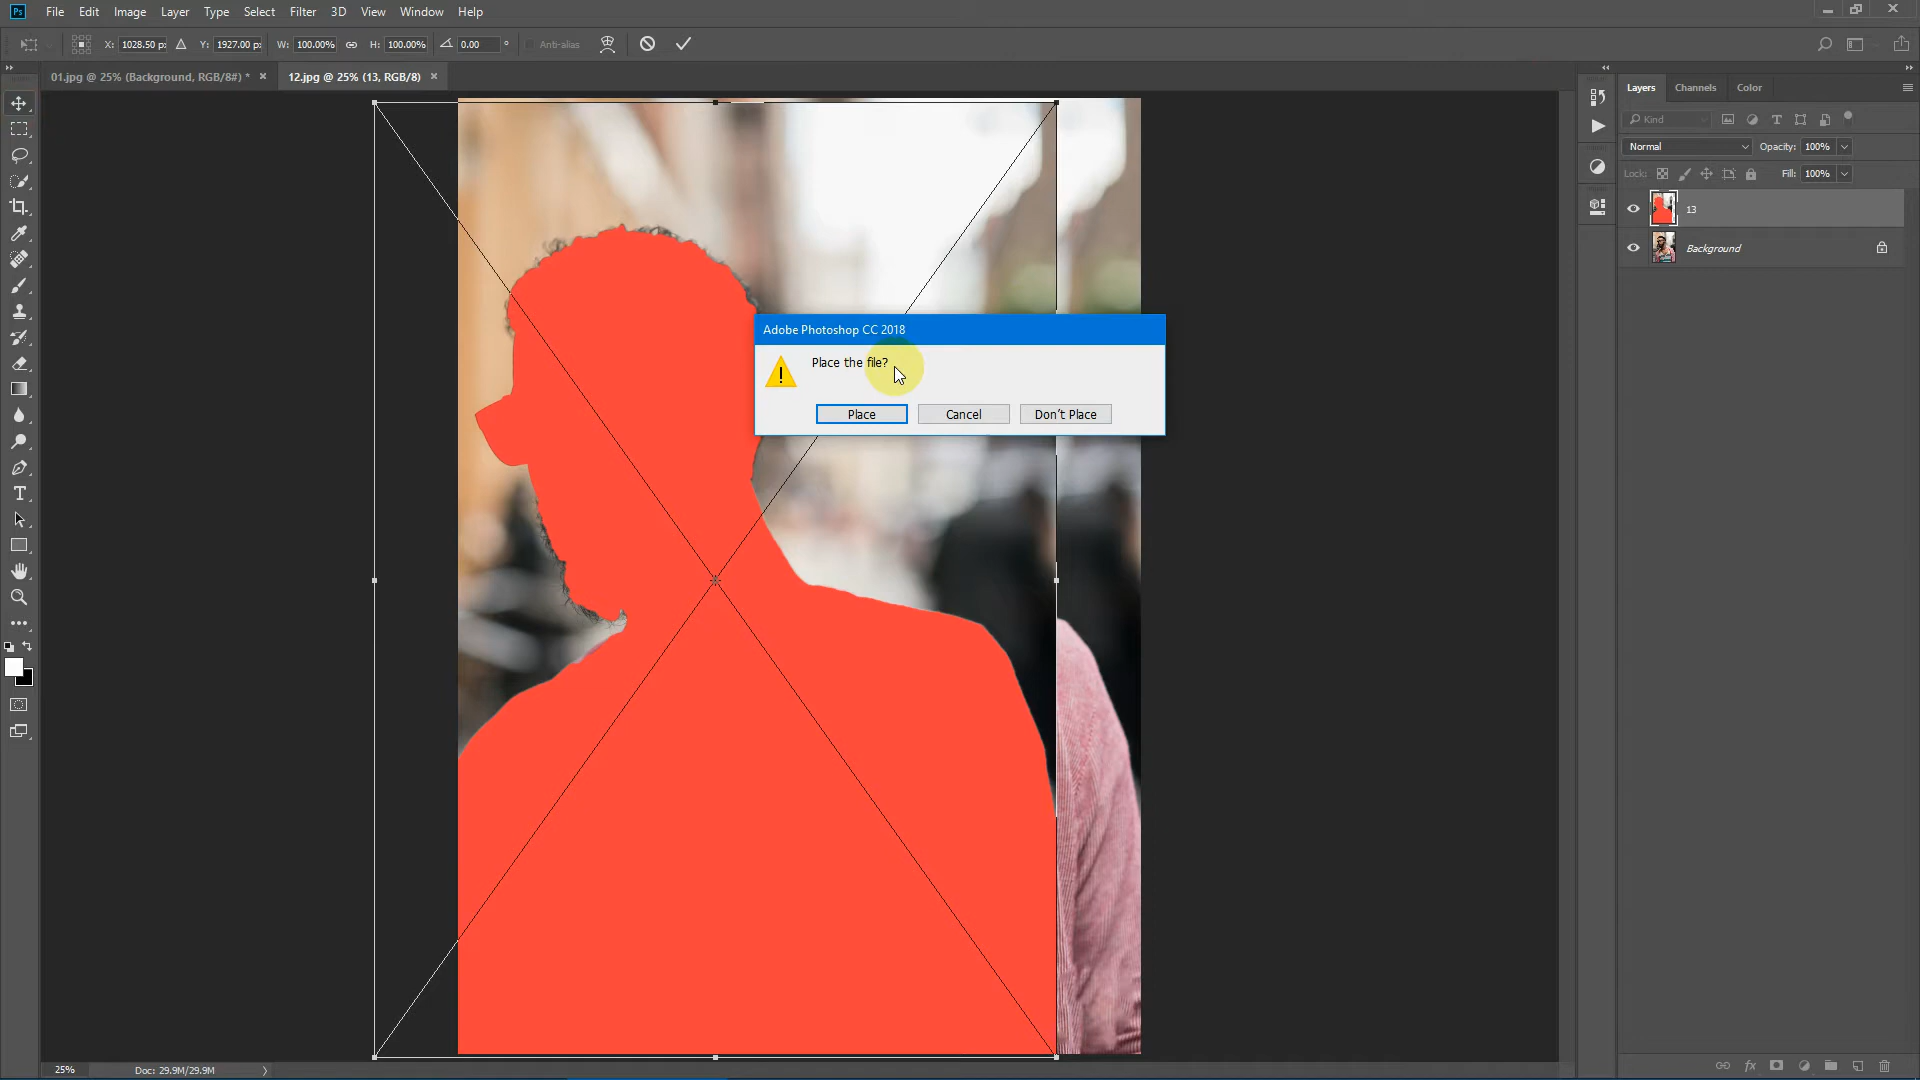 Ps File Edit Image Layer Type Select Filter 3D View Window Help
X: 1028.50 px Y: 1927.00 px W: 100.00% H: 100.00% 0.00 ° Anti-alias
01.jpg @ 25% (Background, RGB/8#) * × 12.jpg @ 25% (13, RGB/8) ×
Layers Channels Color
Kind
Normal Opacity: 100%
Lock: Fill: 100%
13
Background
Adobe Photoshop CC 2018
Place the file?
Place Cancel Don't Place
25% Doc: 29.9M/29.9M